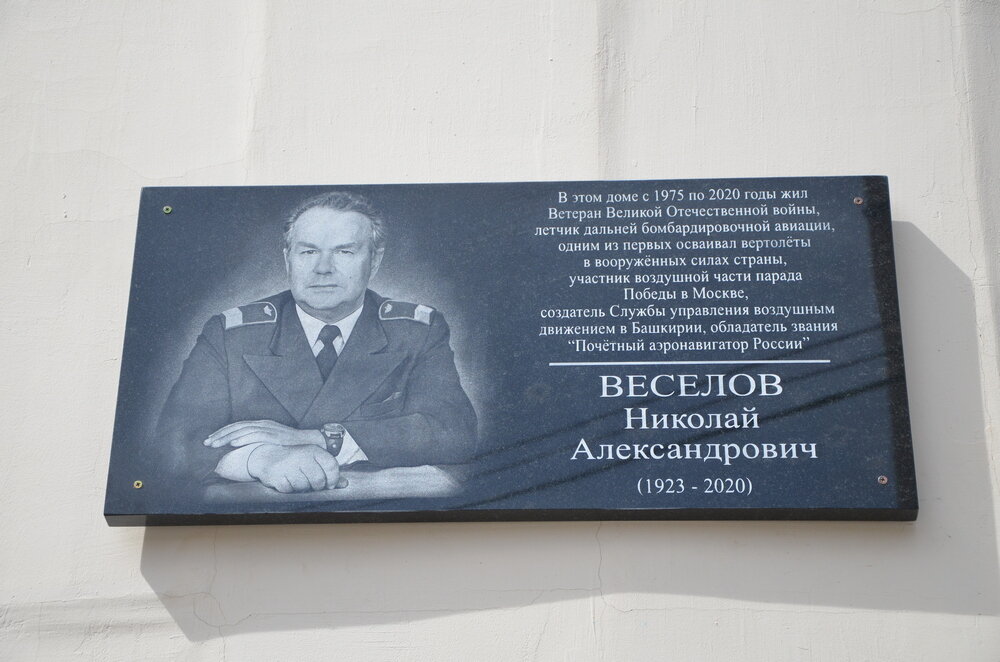 В этом доме с 1975 по 2020 годы жил
Ветеран Великой Отечественной войны,
летчик дальней бомбардировочной авиации,
одним из первых осваивал вертолёты
в вооружённых силах страны,
участник воздушной части парада
Победы в Москве,
создатель Службы управления воздушным
движением в Башкирии, обладатель звания
“Почётный аэронавигатор России”
ВЕСЕЛОВ
Николай
Александрович
(1923 - 2020)